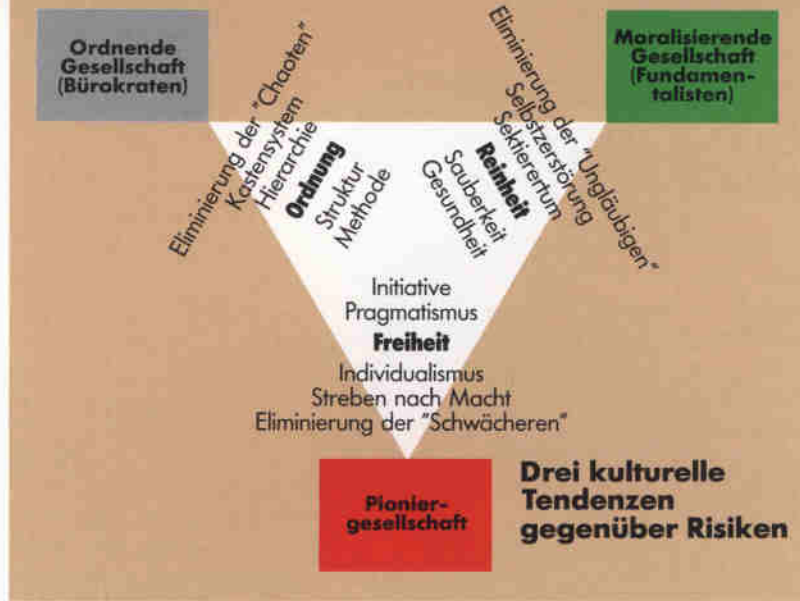 Ordnende
Gesellschaft
(Bürokraten)
Moralisierende
Gesellschaft
(Fundamen-
talisten)
Eliminierung der "Chaoten"
Kastensystem
Hierarchie
Ordnung
Struktur
Methode
Eliminierung der "Ungläubigen"
Selbstzerstörung
Sektierertum
Reinheit
Sauberkeit
Gesundheit
Initiative
Pragmatismus
Freiheit
Individualismus
Streben nach Macht
Eliminierung der "Schwächeren"
Pionier-
gesellschaft
Drei kulturelle
Tendenzen
gegenüber Risiken